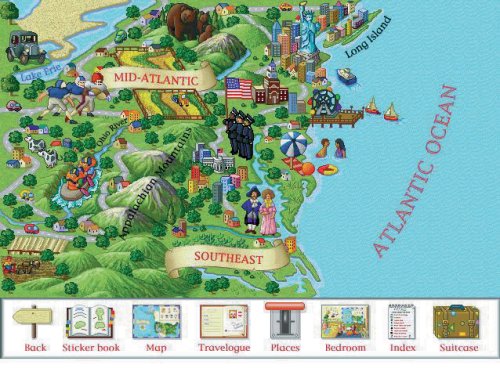 Long Island
Lake Erie
MID-ATLANTIC
ATLANTIC OCEAN
Ohio
Appalachian Mountains
SOUTHEAST
Back
Sticker book
Map
Travelogue
Places
Bedroom
Index
Suitcase